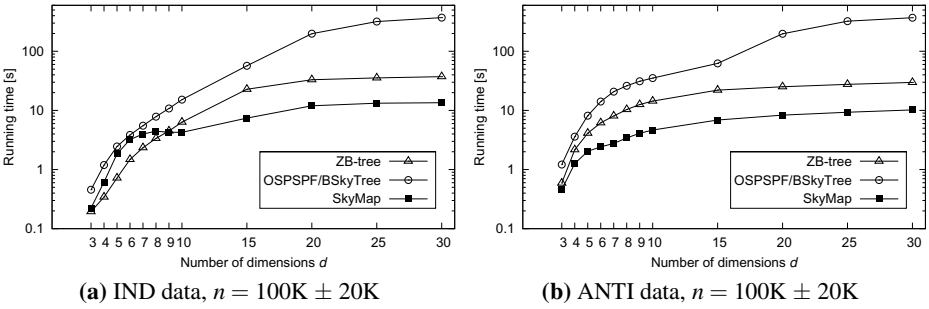 Running time [s]
100
10
1
0.1
ZB-tree
OSPSPF/BSkyTree
SkyMap
3 4 5 6 7 8 9 10 15 20 25 30
Number of dimensions d
(a) IND data, n = 100K ± 20K
Running time [s]
100
10
1
0.1
ZB-tree
OSPSPF/BSkyTree
SkyMap
3 4 5 6 7 8 9 10 15 20 25 30
Number of dimensions d
(b) ANTI data, n = 100K ± 20K